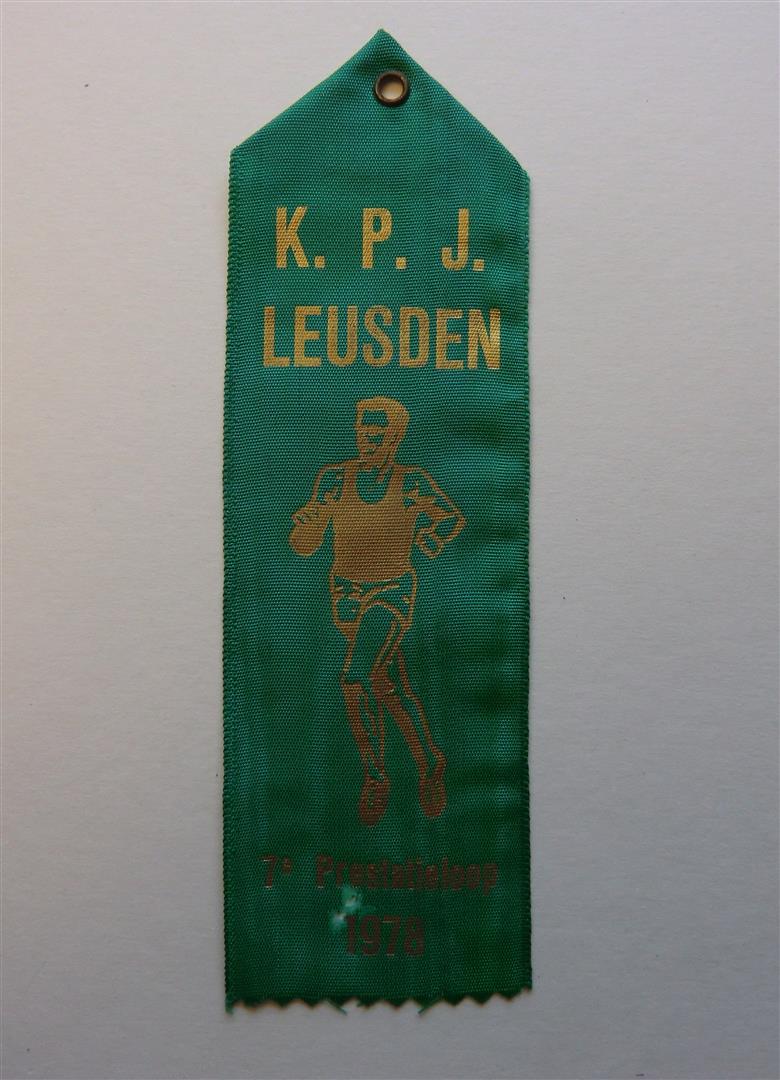 K. P. J.
LEUSDEN
7e Prestatieloop
1978